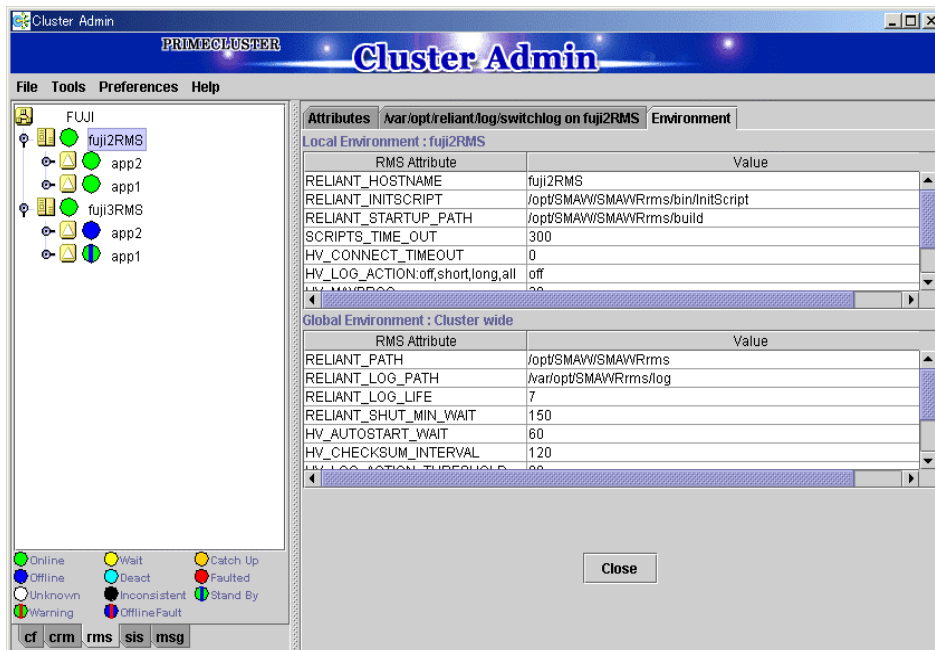 Cluster Admin
PRIMECLUSTER
Cluster Admin
File Tools Preferences Help
FUJI
fuji2RMS
app2
app1
fuji3RMS
app2
app1
Online Wait Catch Up
Offline Deact Faulted
Unknown Inconsistent Stand By
Warning OfflineFault
cf crm rms sis msg
Attributes /var/opt/reliant/log/switchlog on fuji2RMS Environment
Local Environment : fuji2RMS
RMS Attribute Value
RELIANT_HOSTNAME fuji2RMS
RELIANT_INITSCRIPT /opt/SMAW/SMAWRrms/bin/InitScript
RELIANT_STARTUP_PATH /opt/SMAW/SMAWRrms/build
SCRIPTS_TIME_OUT 300
HV_CONNECT_TIMEOUT 0
HV_LOG_ACTION:off,short,long,all off
Global Environment : Cluster wide
RMS Attribute Value
RELIANT_PATH /opt/SMAW/SMAWRrms
RELIANT_LOG_PATH /var/opt/SMAWRrms/log
RELIANT_LOG_LIFE 7
RELIANT_SHUT_MIN_WAIT 150
HV_AUTOSTART_WAIT 60
HV_CHECKSUM_INTERVAL 120
Close